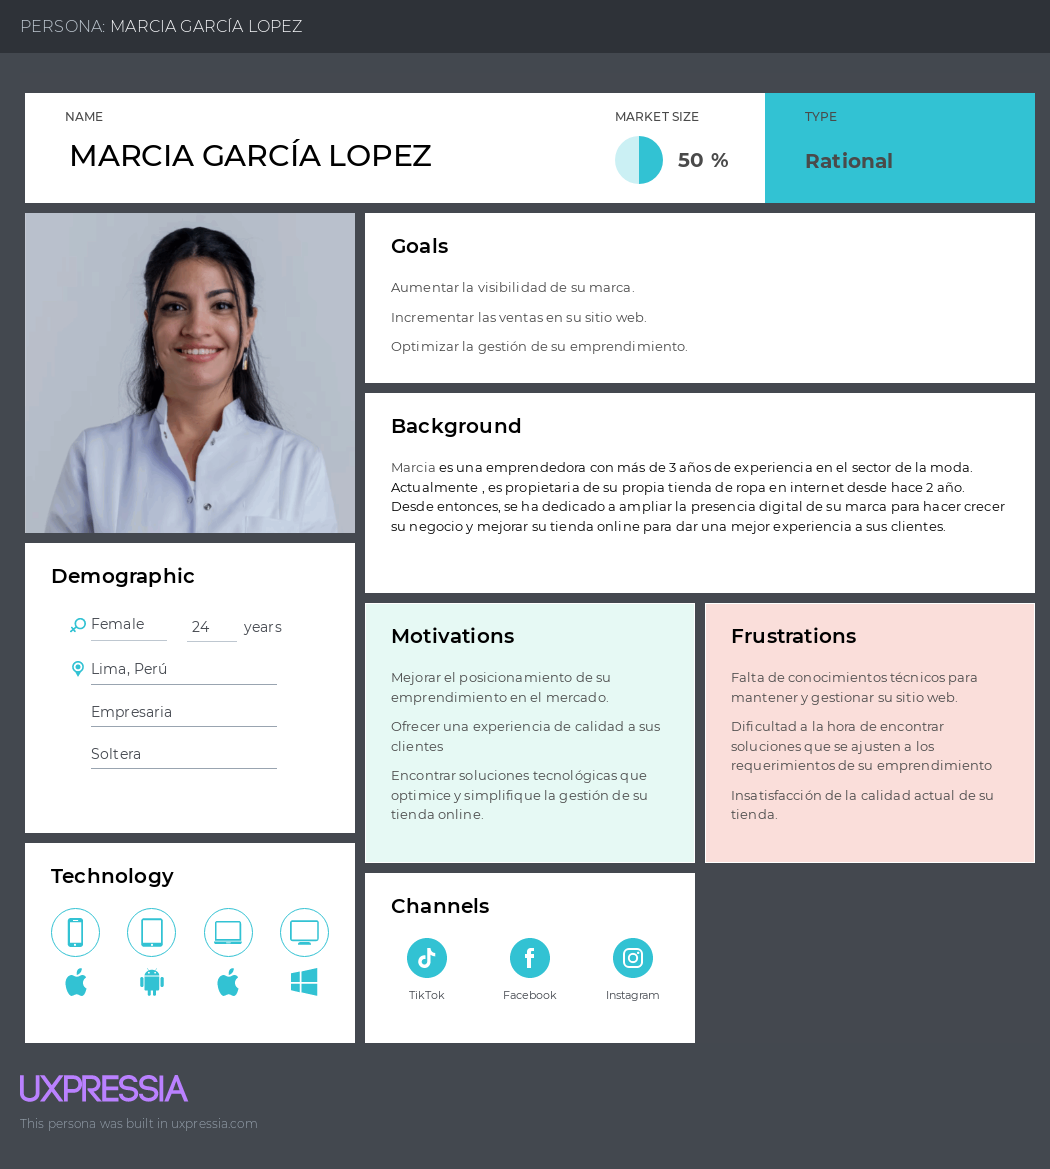 PERSONA: MARCIA GARCÍA LOPEZ
NAME
MARCIA GARCÍA LOPEZ
MARKET SIZE
50 %
TYPE
Rational
Goals
Aumentar la visibilidad de su marca.
Incrementar las ventas en su sitio web.
Optimizar la gestión de su emprendimiento.
Background
Marcia es una emprendedora con más de 3 años de experiencia en el sector de la moda.
Actualmente , es propietaria de su propia tienda de ropa en internet desde hace 2 año.
Desde entonces, se ha dedicado a ampliar la presencia digital de su marca para hacer crecer
su negocio y mejorar su tienda online para dar una mejor experiencia a sus clientes.
Demographic
Female 24 years
Lima, Perú
Empresaria
Soltera
Motivations
Mejorar el posicionamiento de su
emprendimiento en el mercado.
Ofrecer una experiencia de calidad a sus
clientes
Encontrar soluciones tecnológicas que
optimice y simplifique la gestión de su
tienda online.
Frustrations
Falta de conocimientos técnicos para
mantener y gestionar su sitio web.
Dificultad a la hora de encontrar
soluciones que se ajusten a los
requerimientos de su emprendimiento
Insatisfacción de la calidad actual de su
tienda.
Technology
Channels
TikTok
Facebook
Instagram
UXPRESSIA
This persona was built in uxpressia.com